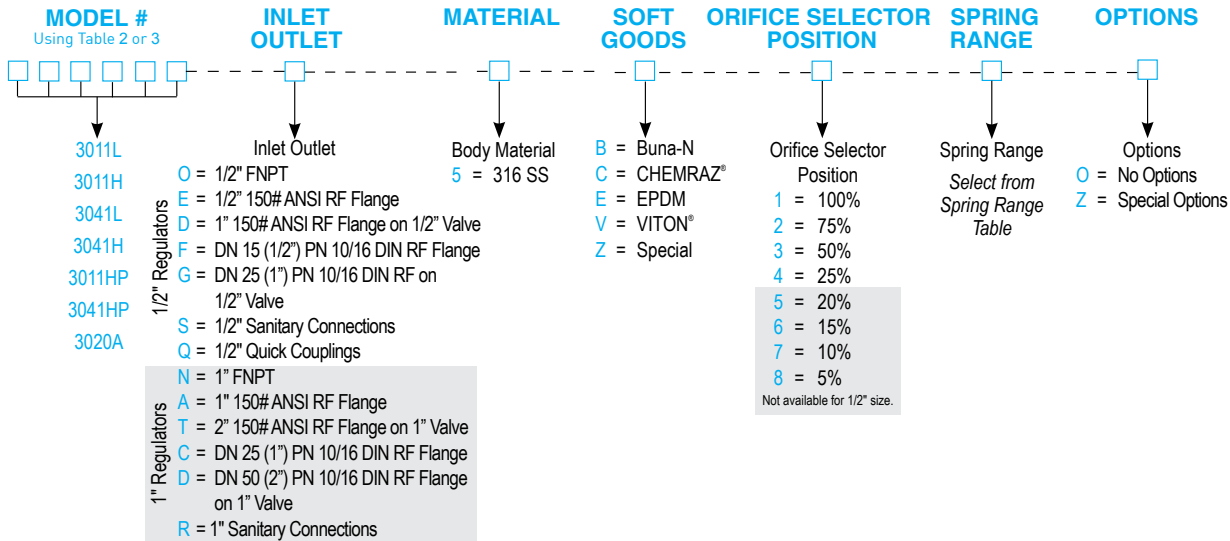 MODEL #
Using Table 2 or 3
3011L
3011H
3041L
3041H
3011HP
3041HP
3020A
INLET
OUTLET
Inlet Outlet
1/2" Regulators
O = 1/2" FNPT
E = 1/2” 150# ANSI RF Flange
D = 1” 150# ANSI RF Flange on 1/2” Valve
F = DN 15 (1/2”) PN 10/16 DIN RF Flange
G = DN 25 (1”) PN 10/16 DIN RF on
1/2” Valve
S = 1/2" Sanitary Connections
Q = 1/2" Quick Couplings
1" Regulators
N = 1” FNPT
A = 1" 150# ANSI RF Flange
T = 2” 150# ANSI RF Flange on 1” Valve
C = DN 25 (1”) PN 10/16 DIN RF Flange
D = DN 50 (2”) PN 10/16 DIN RF Flange
on 1” Valve
R = 1" Sanitary Connections
MATERIAL
Body Material
5 = 316 SS
SOFT
GOODS
B = Buna-N
C = CHEMRAZ®
E = EPDM
V = VITON®
Z = Special
ORIFICE SELECTOR
POSITION
Orifice Selector
Position
1 = 100%
2 = 75%
3 = 50%
4 = 25%
5 = 20%
6 = 15%
7 = 10%
8 = 5%
Not available for 1/2" size.
SPRING
RANGE
Spring Range
Select from
Spring Range
Table
OPTIONS
Options
O = No Options
Z = Special Options